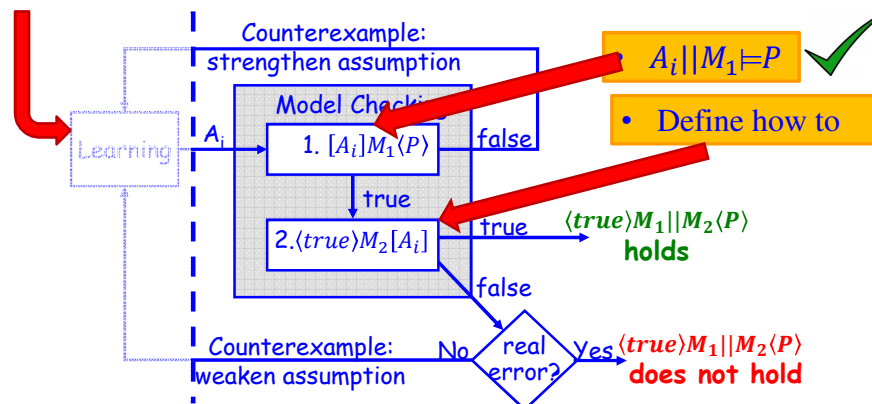 Counterexample:
strengthen assumption
• A_i||M_1⊨P
Model Checking
• Define how to
Learning
A_i
1. [A_i]M_1⟨P⟩
false
true
2.⟨true⟩M_2[A_i]
true
⟨true⟩M_1||M_2⟨P⟩
holds
false
Counterexample:
weaken assumption
No
real
error?
Yes
⟨true⟩M_1||M_2⟨P⟩
does not hold